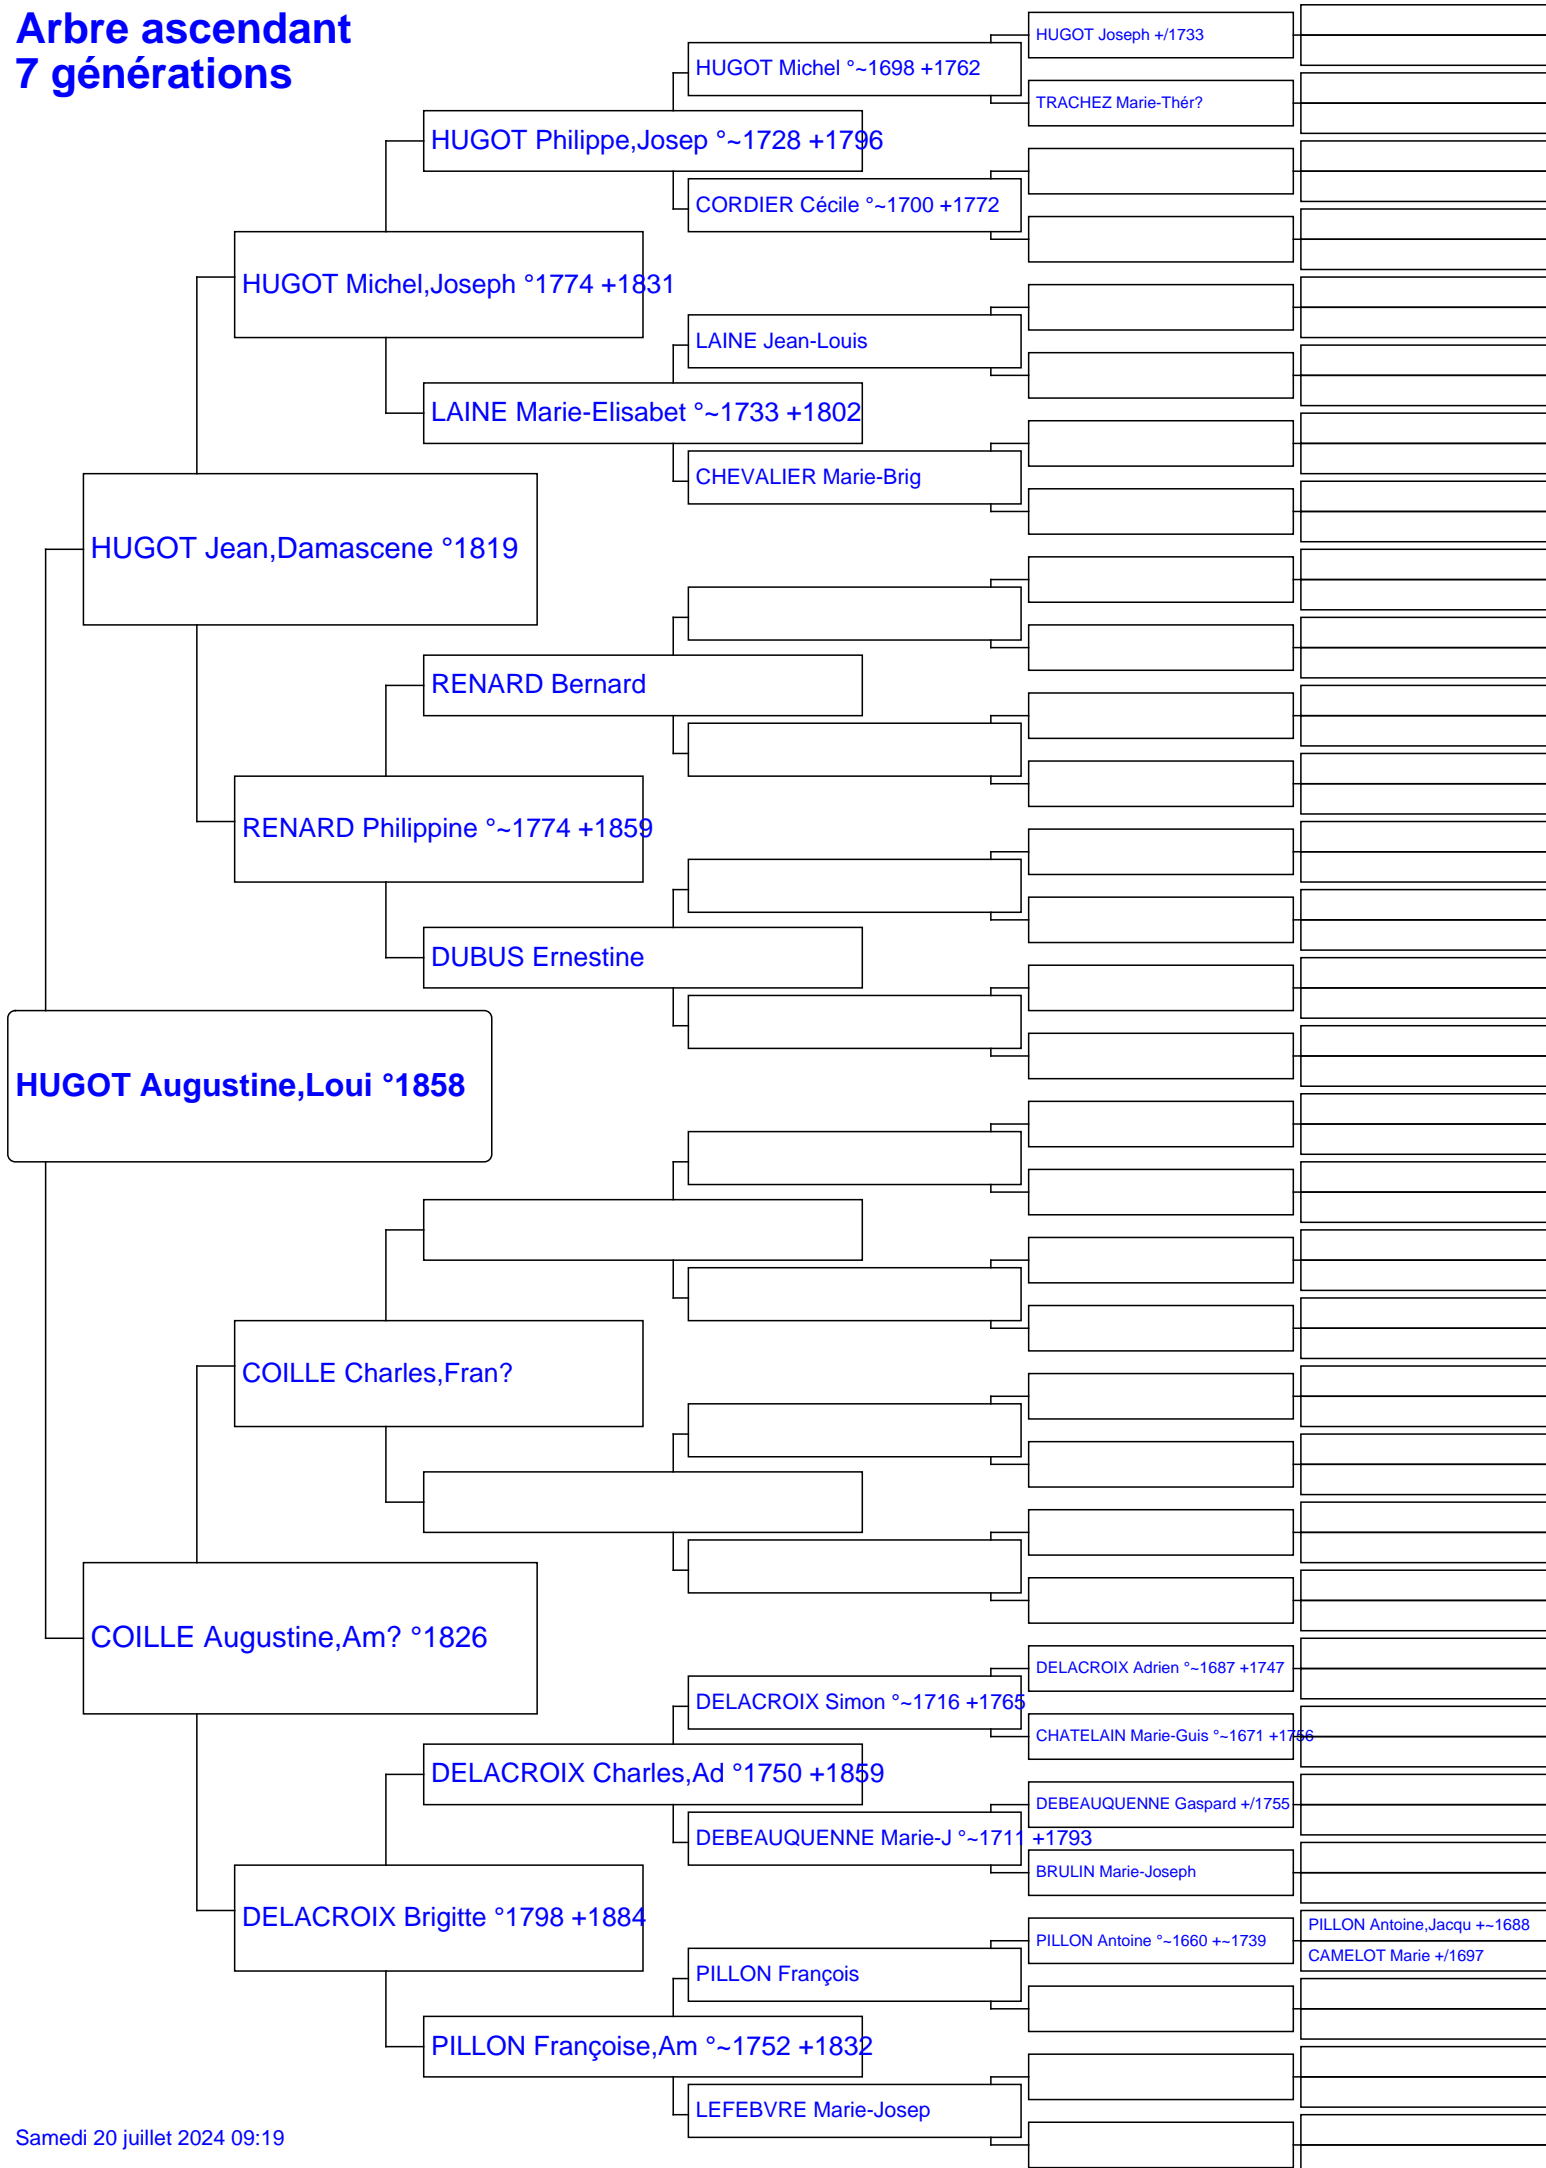 Arbre ascendant
7 générations
HUGOT Joseph +/1733
HUGOT Michel °~1698 +1762
TRACHEZ Marie-Thér?
HUGOT Philippe,Josep °~1728 +1796
CORDIER Cécile °~1700 +1772
HUGOT Michel,Joseph °1774 +1831
LAINE Jean-Louis
LAINE Marie-Elisabet °~1733 +1802
CHEVALIER Marie-Brig
HUGOT Jean,Damascene °1819
RENARD Bernard
RENARD Philippine °~1774 +1859
DUBUS Ernestine
HUGOT Augustine,Loui °1858
COILLE Charles,Fran?
COILLE Augustine,Am? °1826
DELACROIX Adrien °~1687 +1747
DELACROIX Simon °~1716 +1765
CHATELAIN Marie-Guis °~1671 +1756
DELACROIX Charles,Ad °1750 +1859
DEBEAUQUENNE Gaspard +/1755
DEBEAUQUENNE Marie-J °~1711 +1793
BRULIN Marie-Joseph
DELACROIX Brigitte °1798 +1884
PILLON Antoine,Jacqu +~1688
PILLON Antoine °~1660 +~1739
CAMELOT Marie +/1697
PILLON François
PILLON Françoise,Am °~1752 +1832
LEFEBVRE Marie-Josep
Samedi 20 juillet 2024 09:19